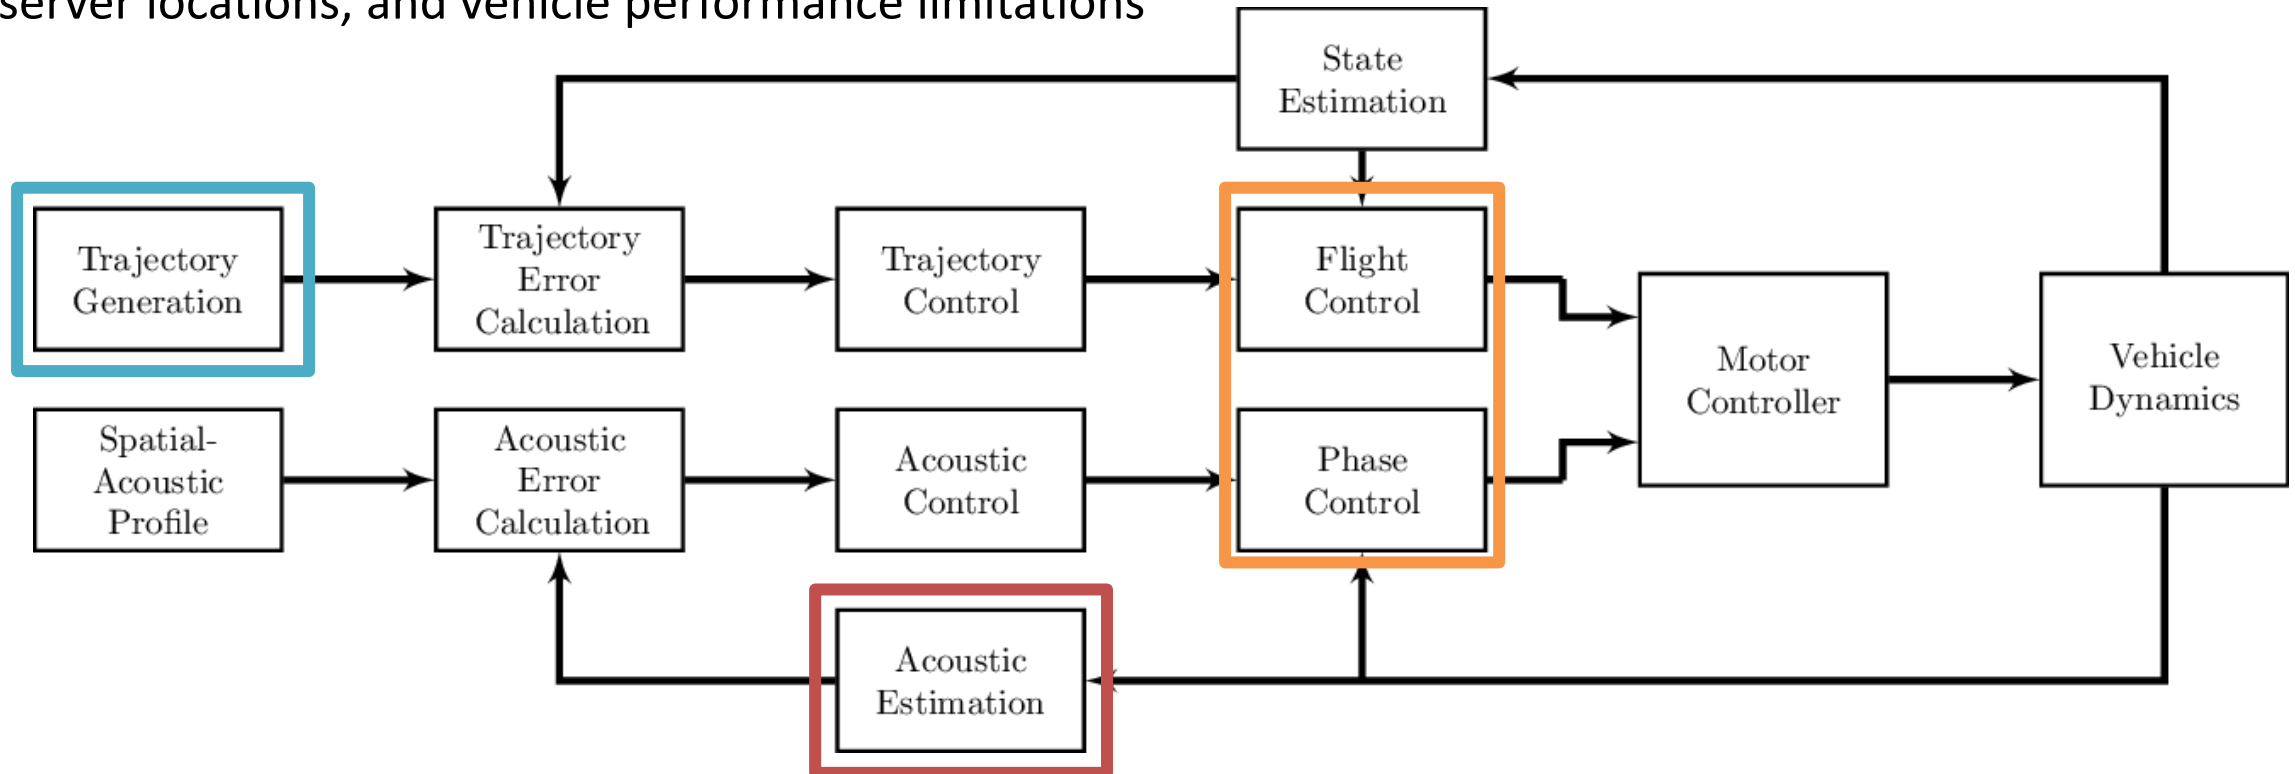 server locations, and vehicle performance limitations
State
Estimation
Trajectory
Generation
Trajectory
Error
Calculation
Trajectory
Control
Flight
Control
Motor
Controller
Vehicle
Dynamics
Spatial-
Acoustic
Profile
Acoustic
Error
Calculation
Acoustic
Control
Phase
Control
Acoustic
Estimation